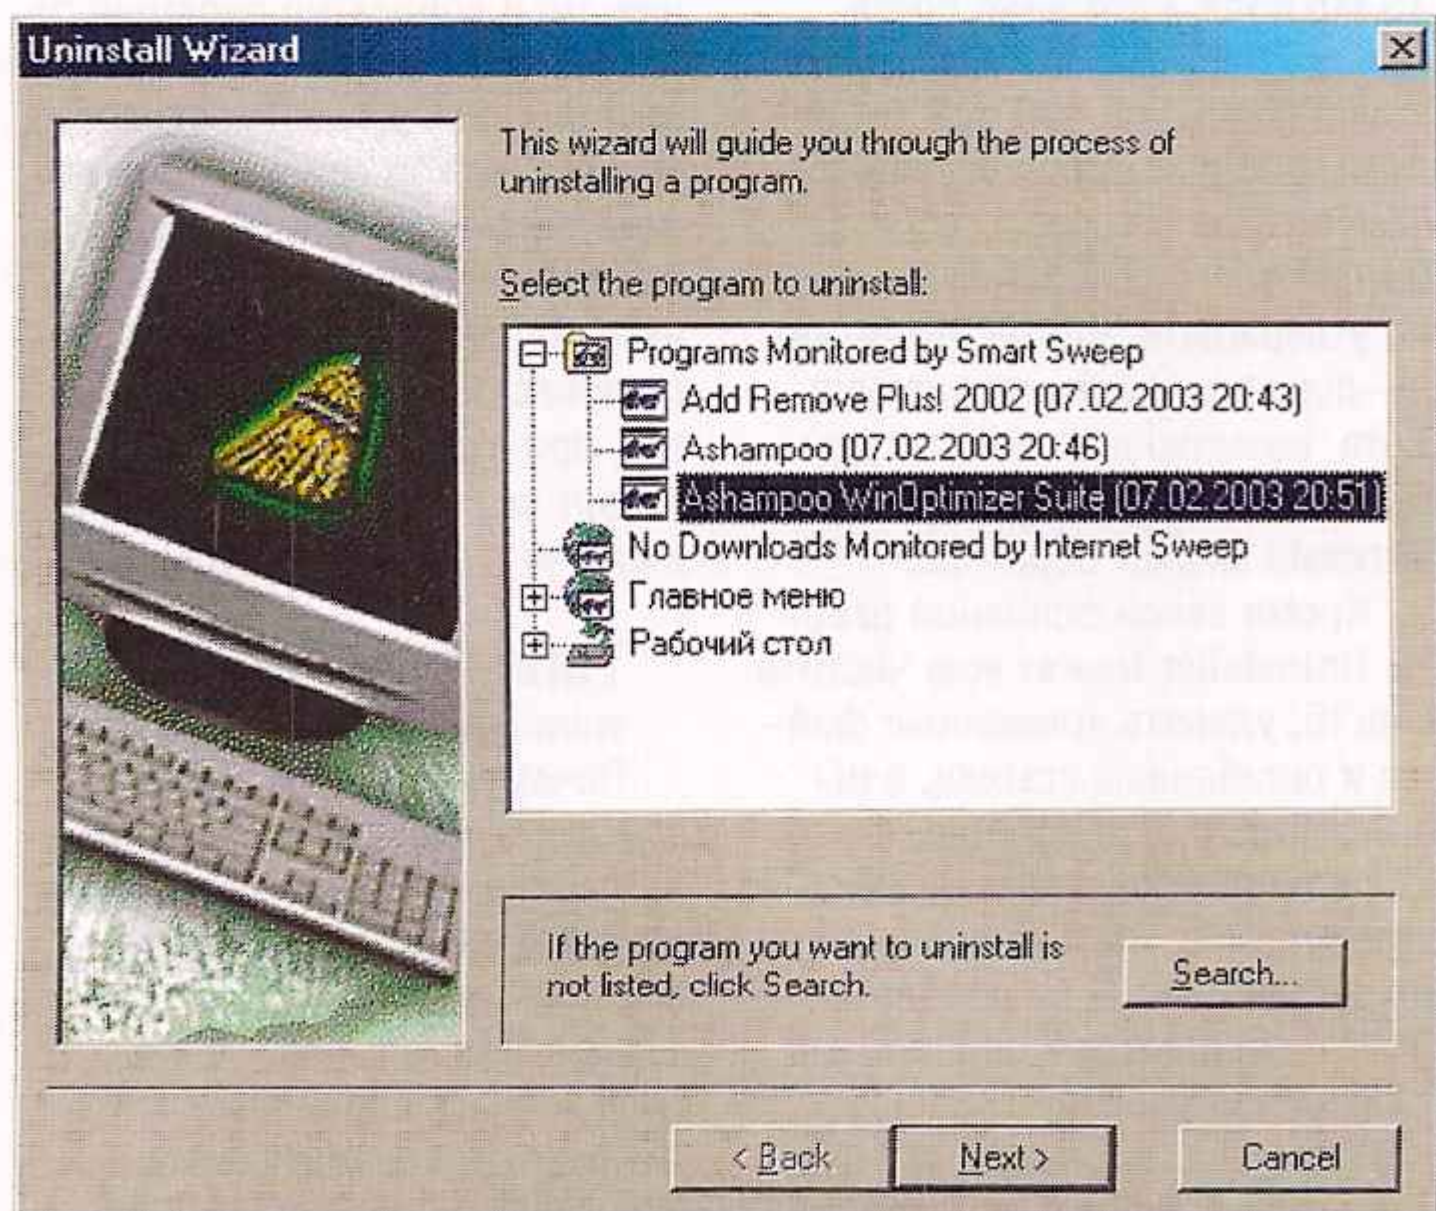 Uninstall Wizard
This wizard will guide you through the process of
uninstalling a program.
Select the program to uninstall:
Programs Monitored by Smart Sweep
Add Remove Plus! 2002 (07.02.2003 20:43)
Ashampoo (07.02.2003 20:46)
Ashampoo WinOptimizer Suite (07.02.2003 20:51)
No Downloads Monitored by Internet Sweep
Главное меню
Рабочий стол
If the program you want to uninstall is
not listed, click Search.
Search...
< Back
Next >
Cancel